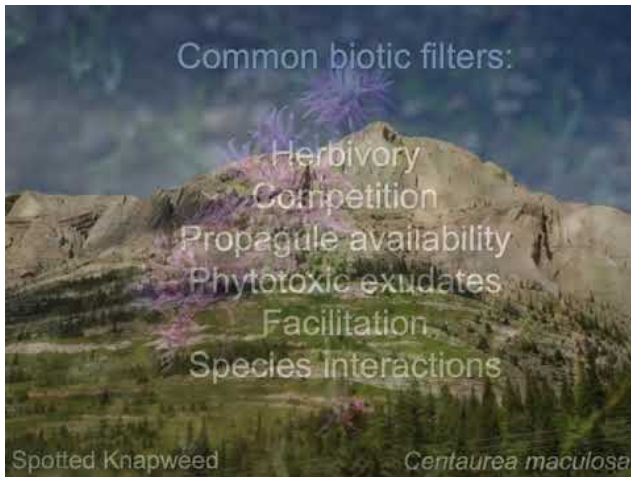 Common biotic filters:
Herbivory
Competition
Propagule availability
Phytotoxic exudates
Facilitation
Species Interactions
Spotted Knapweed
Centaurea maculosa